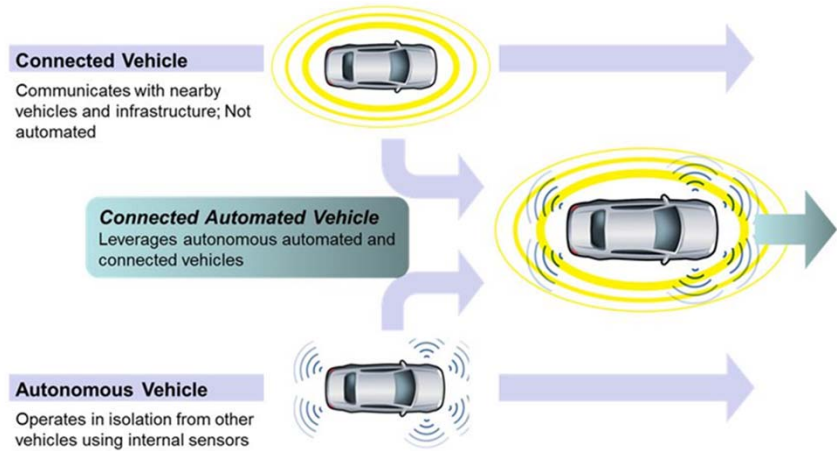 Connected Vehicle
Communicates with nearby
vehicles and infrastructure; Not
automated
Connected Automated Vehicle
Leverages autonomous automated and
connected vehicles
Autonomous Vehicle
Operates in isolation from other
vehicles using internal sensors